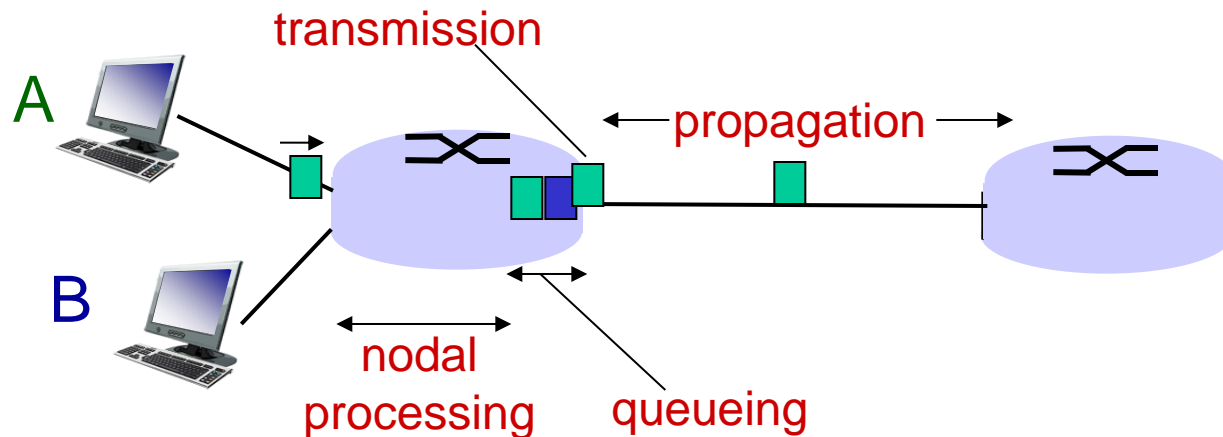 transmission
A
propagation
B
nodal
processing
queueing